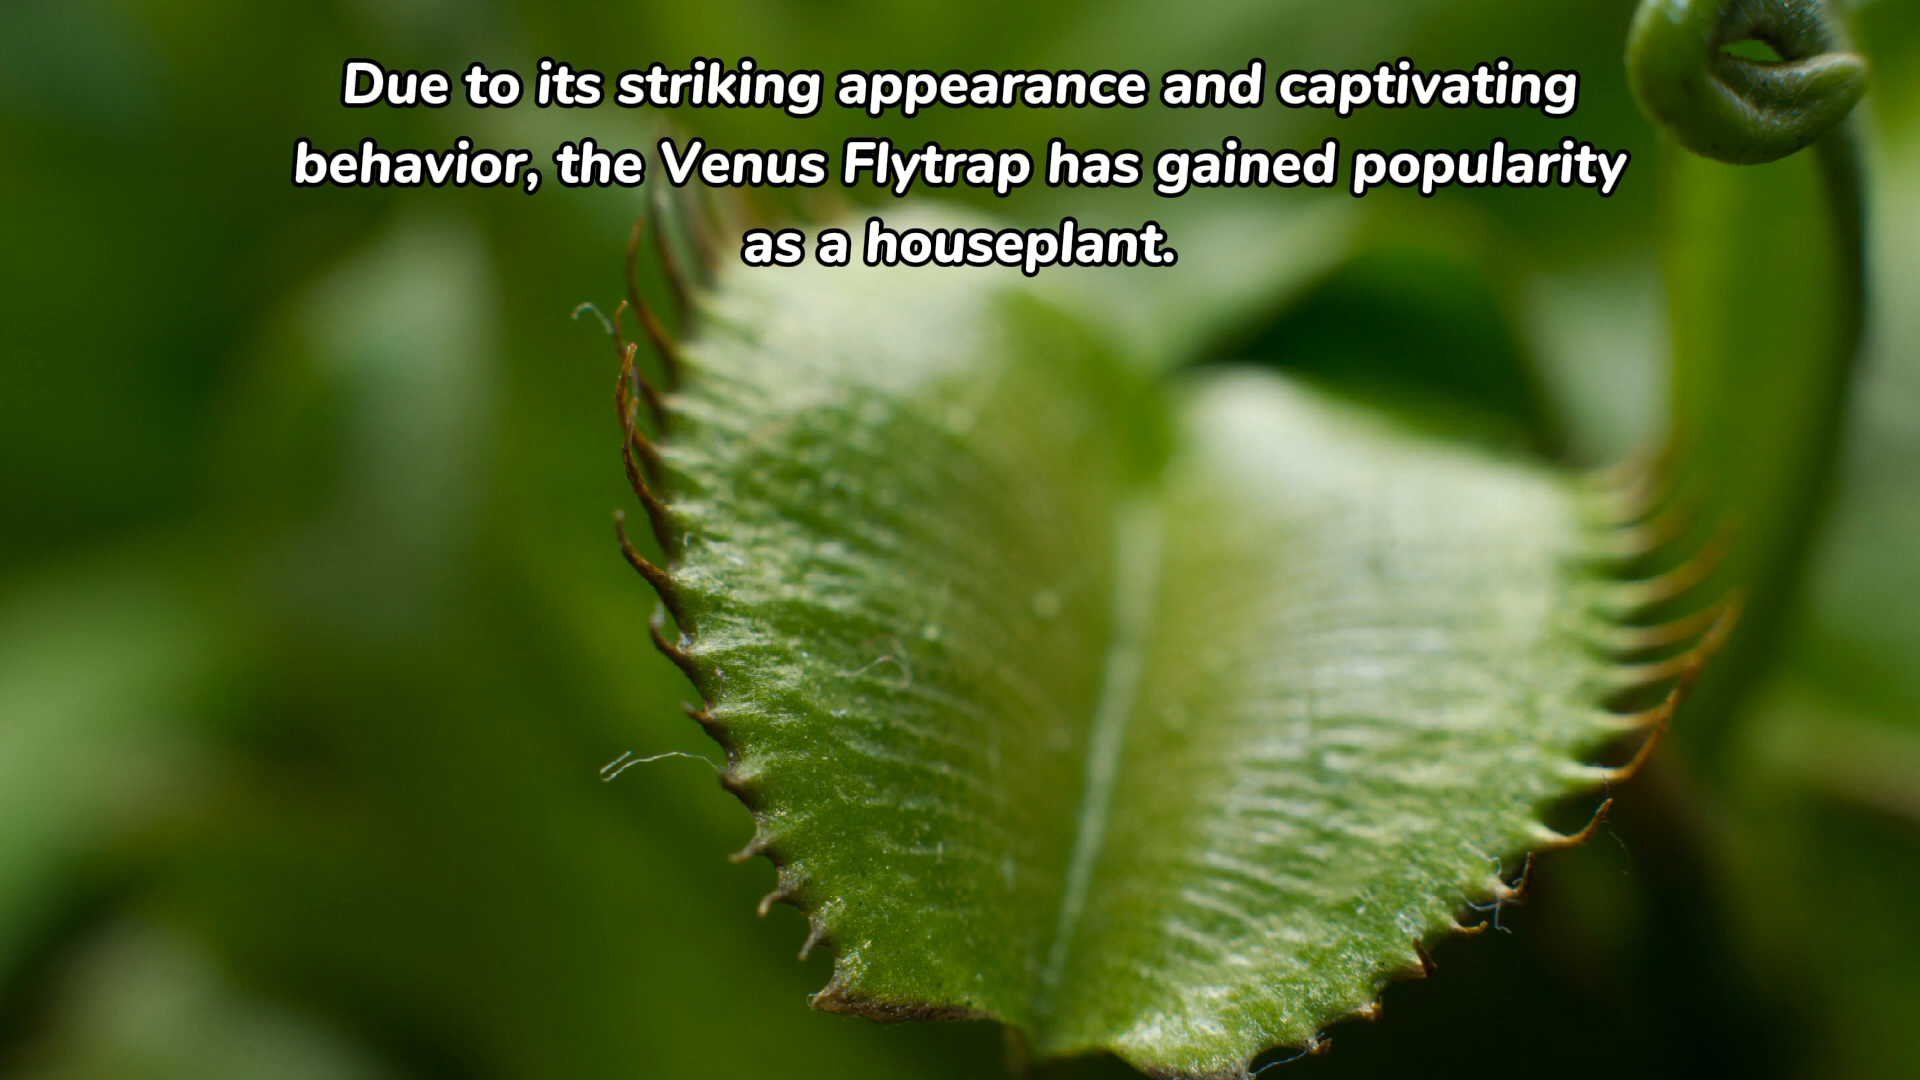 Due to its striking appearance and captivating
behavior, the Venus Flytrap has gained popularity
as a houseplant.